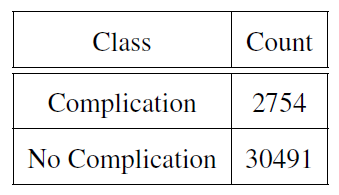 Class Count
Complication 2754
No Complication 30491